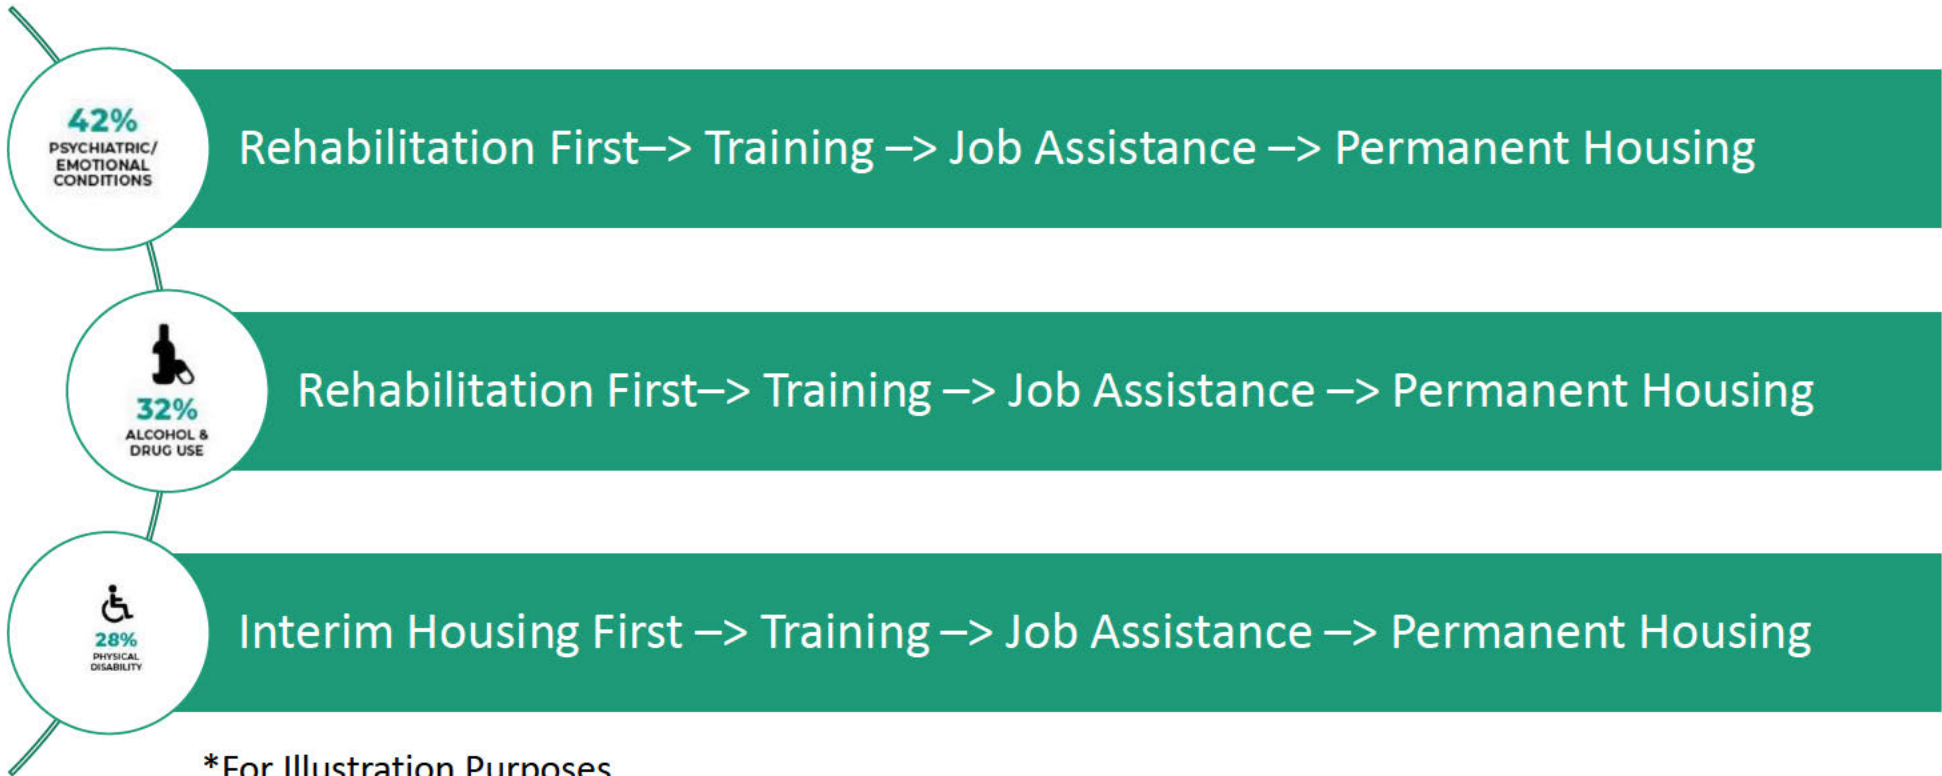 42%
PSYCHIATRIC/
EMOTIONAL
CONDITIONS
Rehabilitation First–> Training –> Job Assistance –> Permanent Housing
32%
ALCOHOL &
DRUG USE
Rehabilitation First–> Training –> Job Assistance –> Permanent Housing
28%
PHYSICAL
DISABILITY
Interim Housing First –> Training –> Job Assistance –> Permanent Housing
*For Illustration Purposes